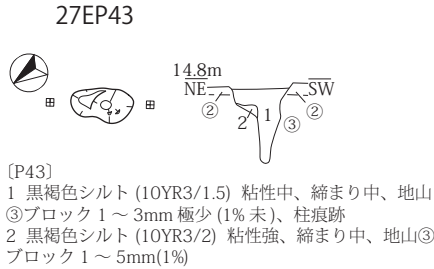 27EP43
14.8m
NE SW
② 2 1 ③ ②
〔P43〕
1 黒褐色シルト (10YR3/1.5) 粘性中、締まり中、地山
③ブロック 1 ～ 3mm 極少 (1% 未)、柱痕跡
2 黒褐色シルト (10YR3/2) 粘性強、締まり中、地山③
ブロック 1 ～ 5mm(1%)